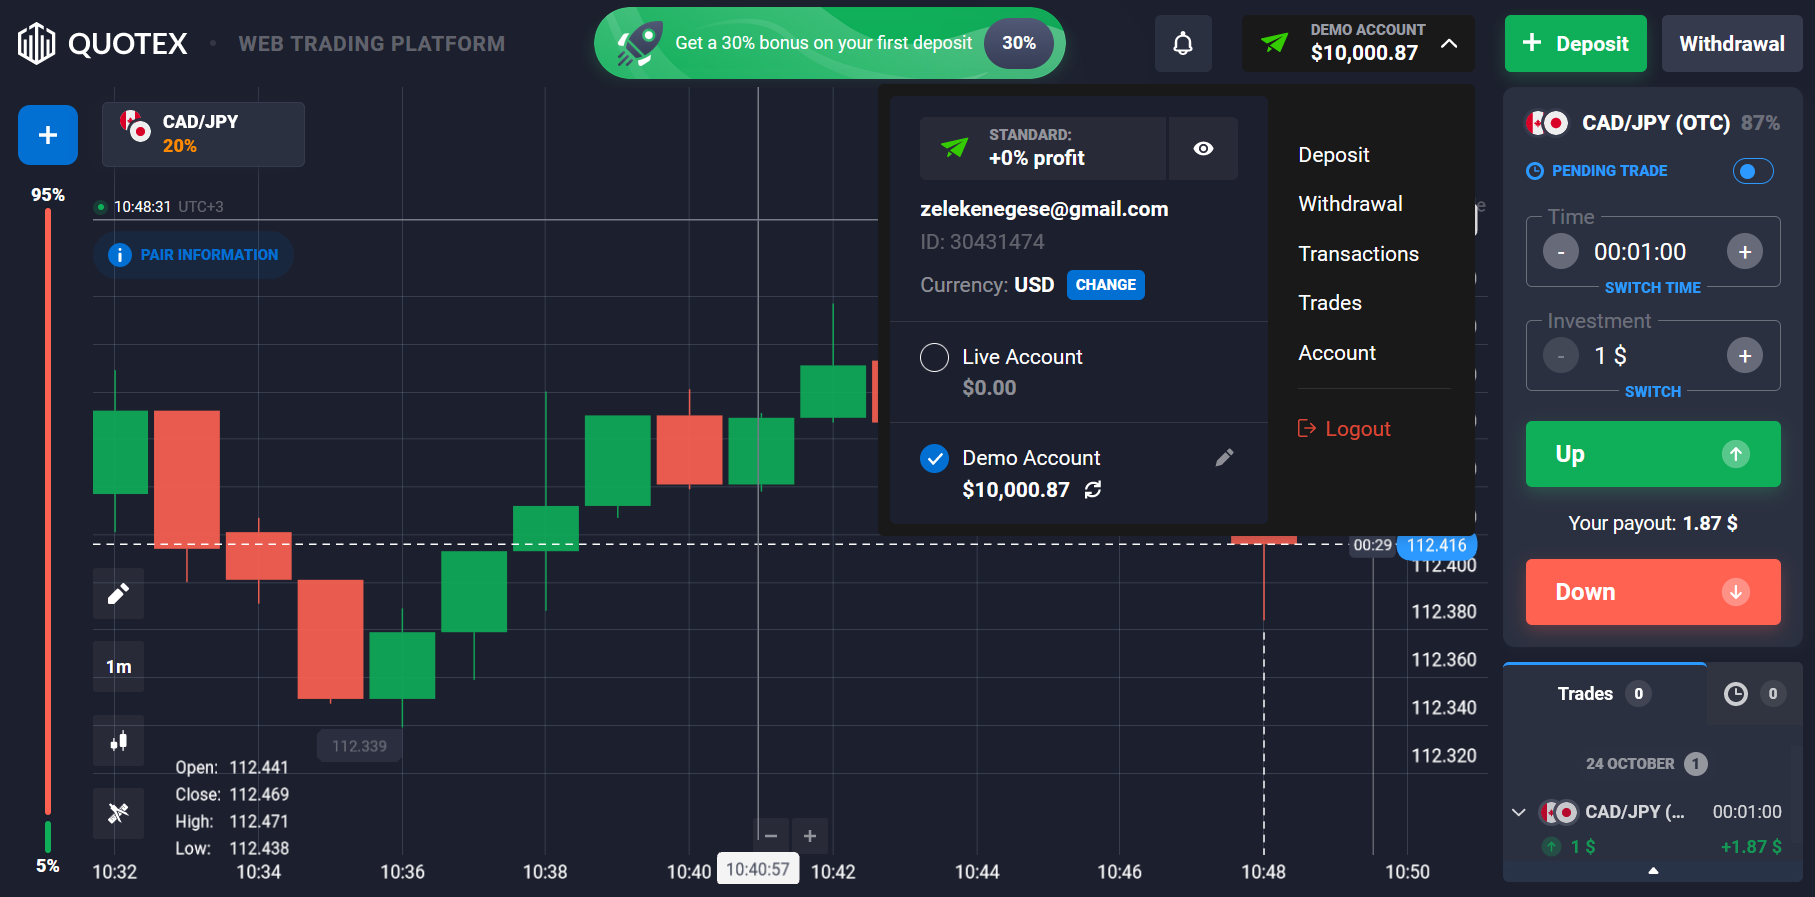 QUOTEX
WEB TRADING PLATFORM
Get a 30% bonus on your first deposit
30%
DEMO ACCOUNT
$10,000.87
Deposit
Withdrawal
CAD/JPY
20%
95%
10:48:31 UTC+3
PAIR INFORMATION
STANDARD:
+0% profit
zelekenegese@gmail.com
ID: 30431474
Currency: USD CHANGE
Live Account
$0.00
Demo Account
$10,000.87
Deposit
Withdrawal
Transactions
Trades
Account
Logout
CAD/JPY (OTC) 87%
PENDING TRADE
Time
- 00:01:00 +
SWITCH TIME
Investment
- 1 $ +
SWITCH
Up
Your payout: 1.87 $
Down
00:29 112.416
112.400
112.380
112.360
112.340
112.320
1m
112.339
Open: 112.441
Close: 112.469
High: 112.471
Low: 112.438
5%
10:32 10:34 10:36 10:38 10:40 10:40:57 10:42 10:44 10:46 10:48 10:50
Trades 0 0
24 OCTOBER 1
CAD/JPY (... 00:01:00
1 $ +1.87 $